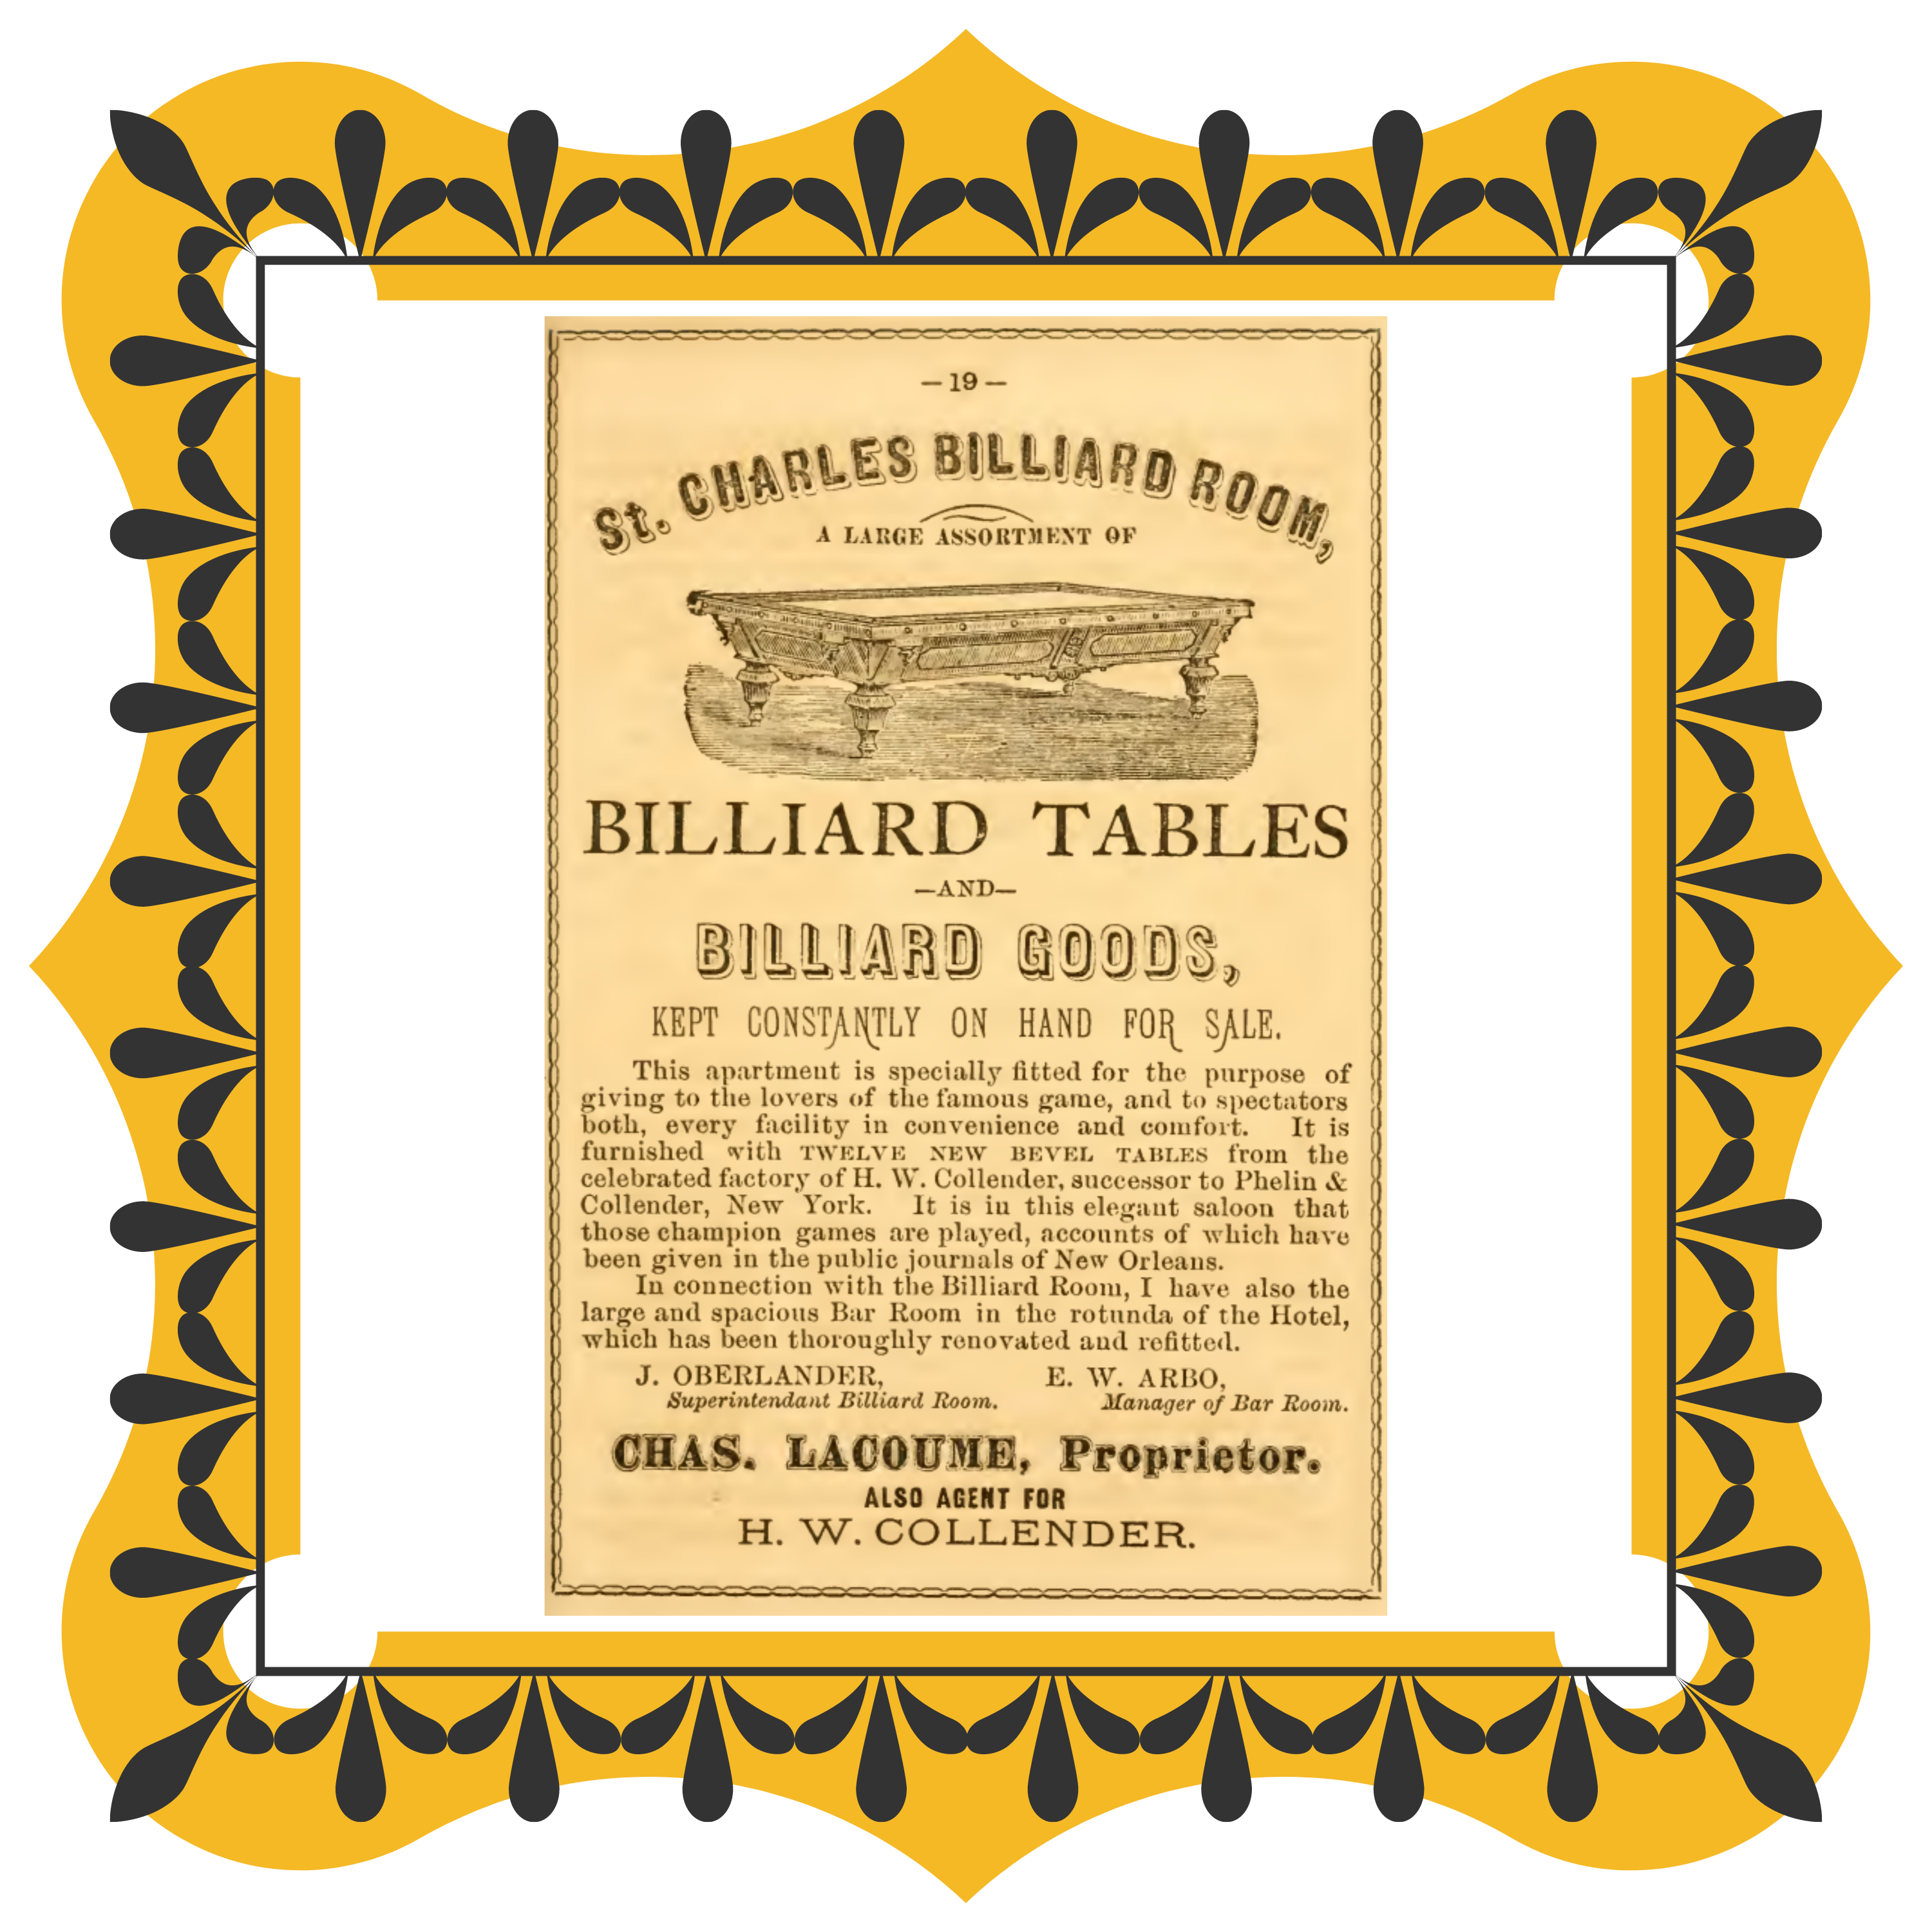 — 19 —
St. CHARLES BILLIARD ROOM,
A LARGE ASSORTMENT OF
BILLIARD TABLES
—AND—
BILLIARD GOODS,
KEPT CONSTANTLY ON HAND FOR SALE.
This apartment is specially fitted for the purpose of
giving to the lovers of the famous game, and to spectators
both, every facility in convenience and comfort. It is
furnished with TWELVE NEW BEVEL TABLES from the
celebrated factory of H. W. Collender, successor to Phelin &
Collender, New York. It is in this elegant saloon that
those champion games are played, accounts of which have
been given in the public journals of New Orleans.
In connection with the Billiard Room, I have also the
large and spacious Bar Room in the rotunda of the Hotel,
which has been thoroughly renovated and refitted.
J. OBERLANDER, E. W. ARBO,
Superintendant Billiard Room. Manager of Bar Room.
CHAS. LACOUME, Proprietor.
ALSO AGENT FOR
H. W. COLLENDER.